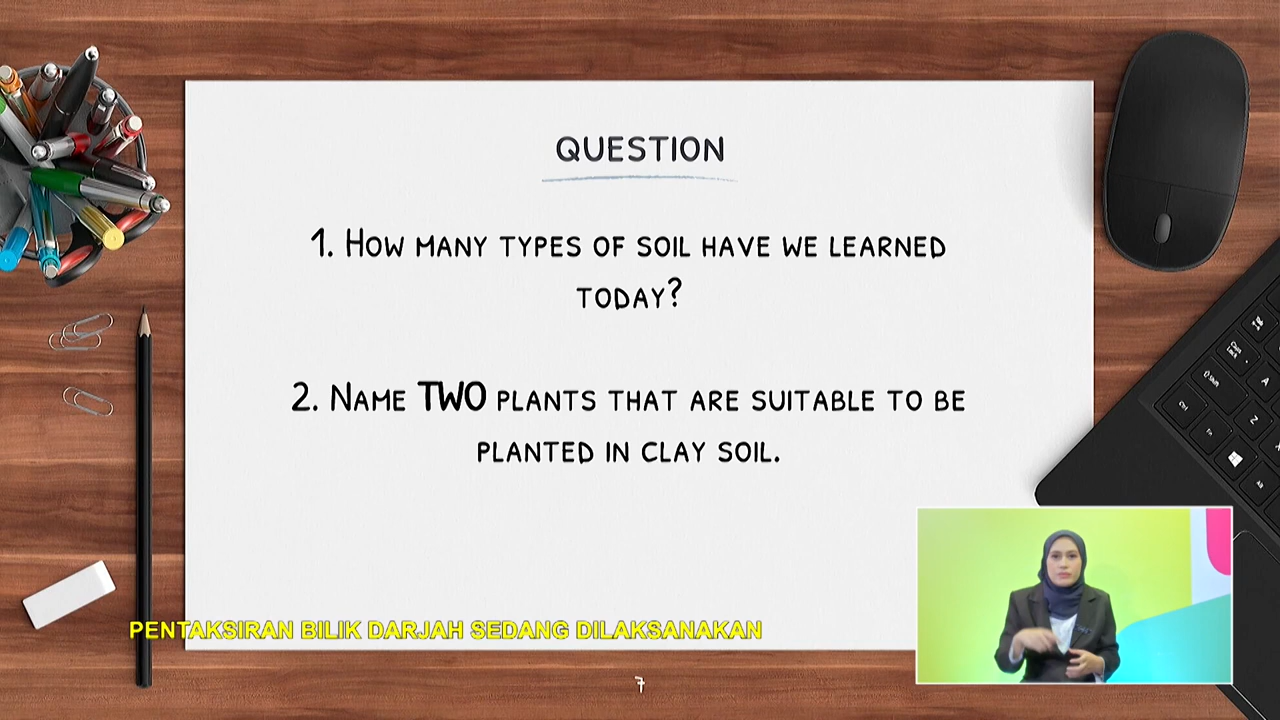 QUESTION
1. HOW MANY TYPES OF SOIL HAVE WE LEARNED
TODAY?
2. NAME TWO PLANTS THAT ARE SUITABLE TO BE
PLANTED IN CLAY SOIL.
PENTAKSIRAN BILIK DARJAH SEDANG DILAKSANAKAN
7